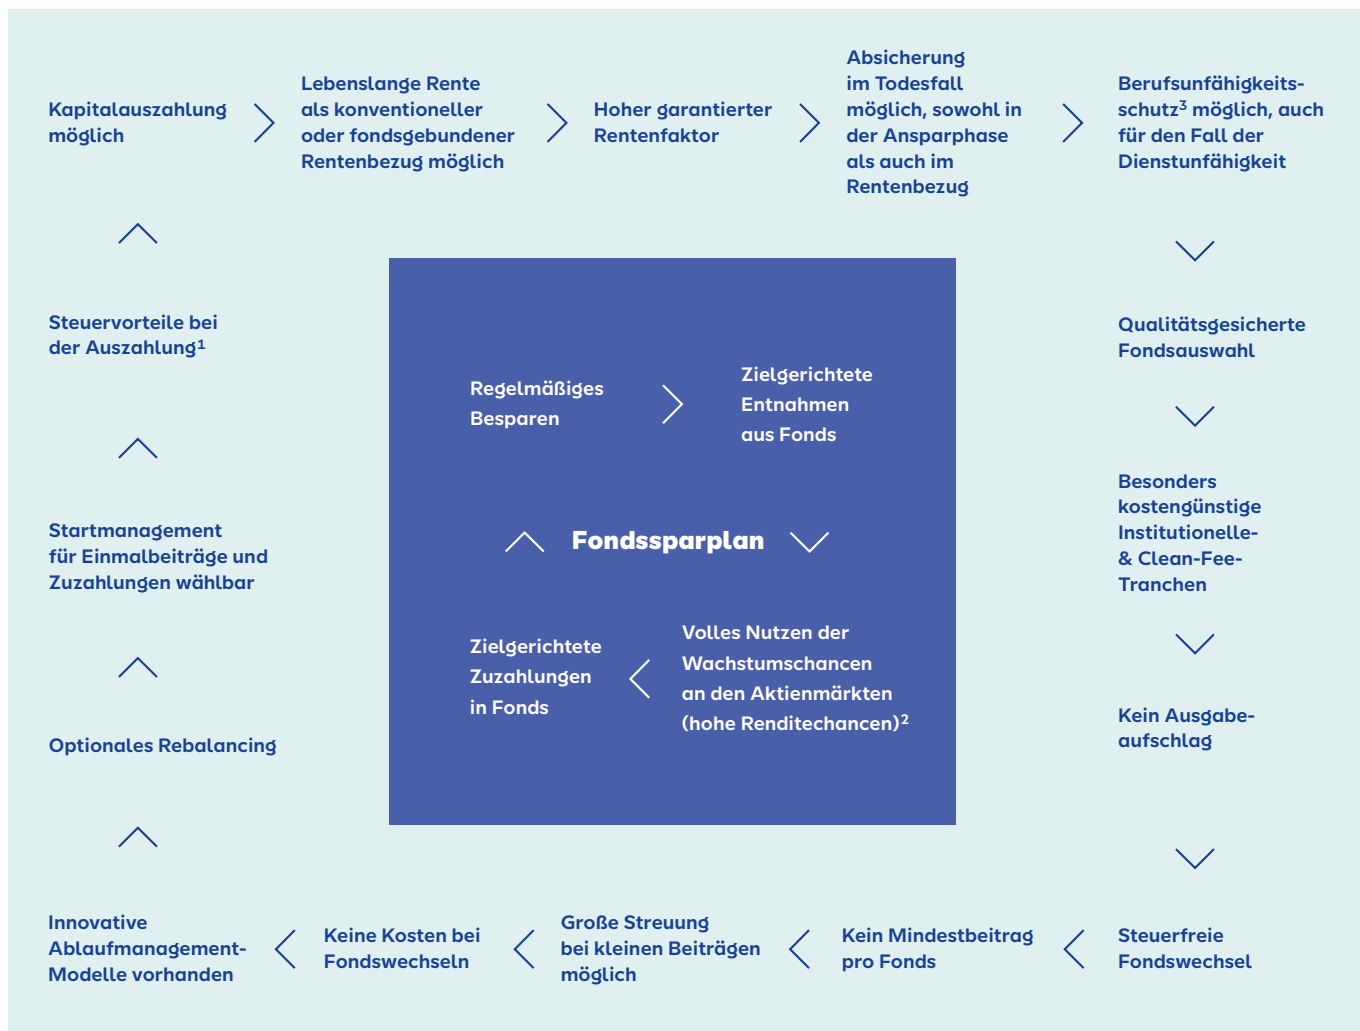 Kapitalauszahlung
möglich
Lebenslange Rente
als konventioneller
oder fondsgebundener
Rentenbezug möglich
Hoher garantierter
Rentenfaktor
Absicherung
im Todesfall
möglich, sowohl in
der Ansparphase
als auch im
Rentenbezug
Berufsunfähigkeits-
schutz³ möglich, auch
für den Fall der
Dienstunfähigkeit
Qualitätsgesicherte
Fondsauswahl
Besonders
kostengünstige
Institutionelle-
& Clean-Fee-
Tranchen
Kein Ausgabe-
aufschlag
Steuerfreie
Fondswechsel
Kein Mindestbeitrag
pro Fonds
Große Streuung
bei kleinen Beiträgen
möglich
Keine Kosten bei
Fondswechseln
Innovative
Ablaufmanagement-
Modelle vorhanden
Optionales Rebalancing
Startmanagement
für Einmalbeiträge und
Zuzahlungen wählbar
Steuervorteile bei
der Auszahlung¹
Regelmäßiges
Besparen
Zielgerichtete
Entnahmen
aus Fonds
Fondssparplan
Volles Nutzen der
Wachstumschancen
an den Aktienmärkten
(hohe Renditechancen)²
Zielgerichtete
Zuzahlungen
in Fonds